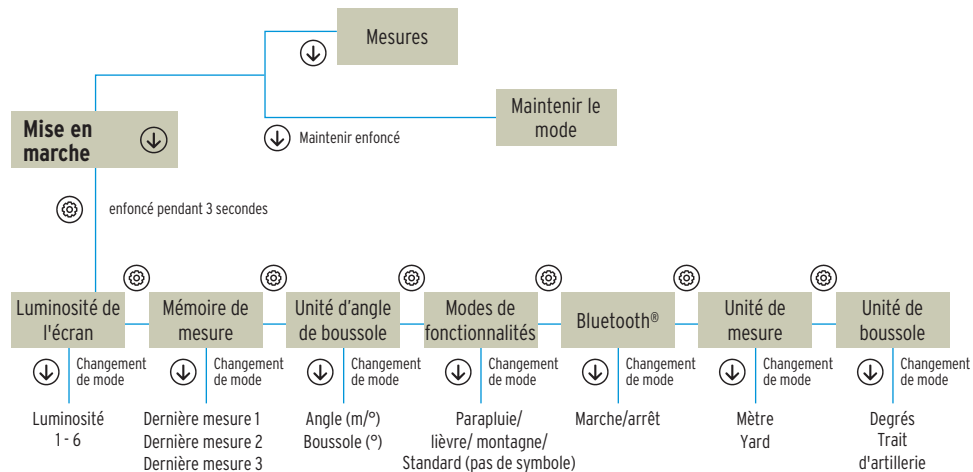 Mesures
Maintenir le
mode
Maintenir enfoncé
Mise en
marche
enfoncé pendant 3 secondes
Luminosité de
l'écran
Mémoire de
mesure
Unité d'angle
de boussole
Modes de
fonctionnalités
Bluetooth®
Unité de
mesure
Unité de
boussole
Changement
de mode
Changement
de mode
Changement
de mode
Changement
de mode
Changement
de mode
Changement
de mode
Changement
de mode
Luminosité
1 - 6
Dernière mesure 1
Dernière mesure 2
Dernière mesure 3
Angle (m/°)
Boussole (°)
Parapluie/
lièvre/ montagne/
Standard (pas de symbole)
Marche/arrêt
Mètre
Yard
Degrés
Trait
d'artillerie